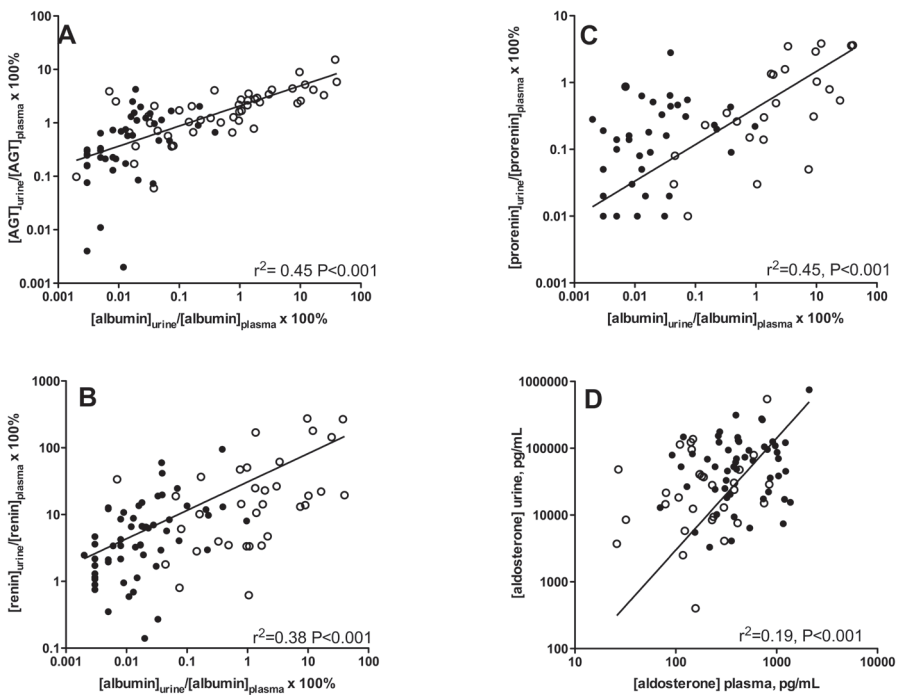 A
100
10
1
0.1
0.01
0.001
[AGT]urine/[AGT]plasma x 100%
0.001 0.01 0.1 1 10 100
r2= 0.45 P<0.001
[albumin]urine/[albumin]plasma x 100%
C
10
1
0.1
0.01
0.001
[prorenin]urine/[prorenin]plasma x 100%
0.001 0.01 0.1 1 10 100
r2=0.45, P<0.001
[albumin]urine/[albumin]plasma x 100%
B
1000
100
10
1
0.1
[renin]urine/[renin]plasma x 100%
0.001 0.01 0.1 1 10 100
r2=0.38 P<0.001
[albumin]urine/[albumin]plasma x 100%
D
1000000
100000
10000
1000
100
[aldosterone] urine, pg/mL
10 100 1000 10000
r2=0.19, P<0.001
[aldosterone] plasma, pg/mL